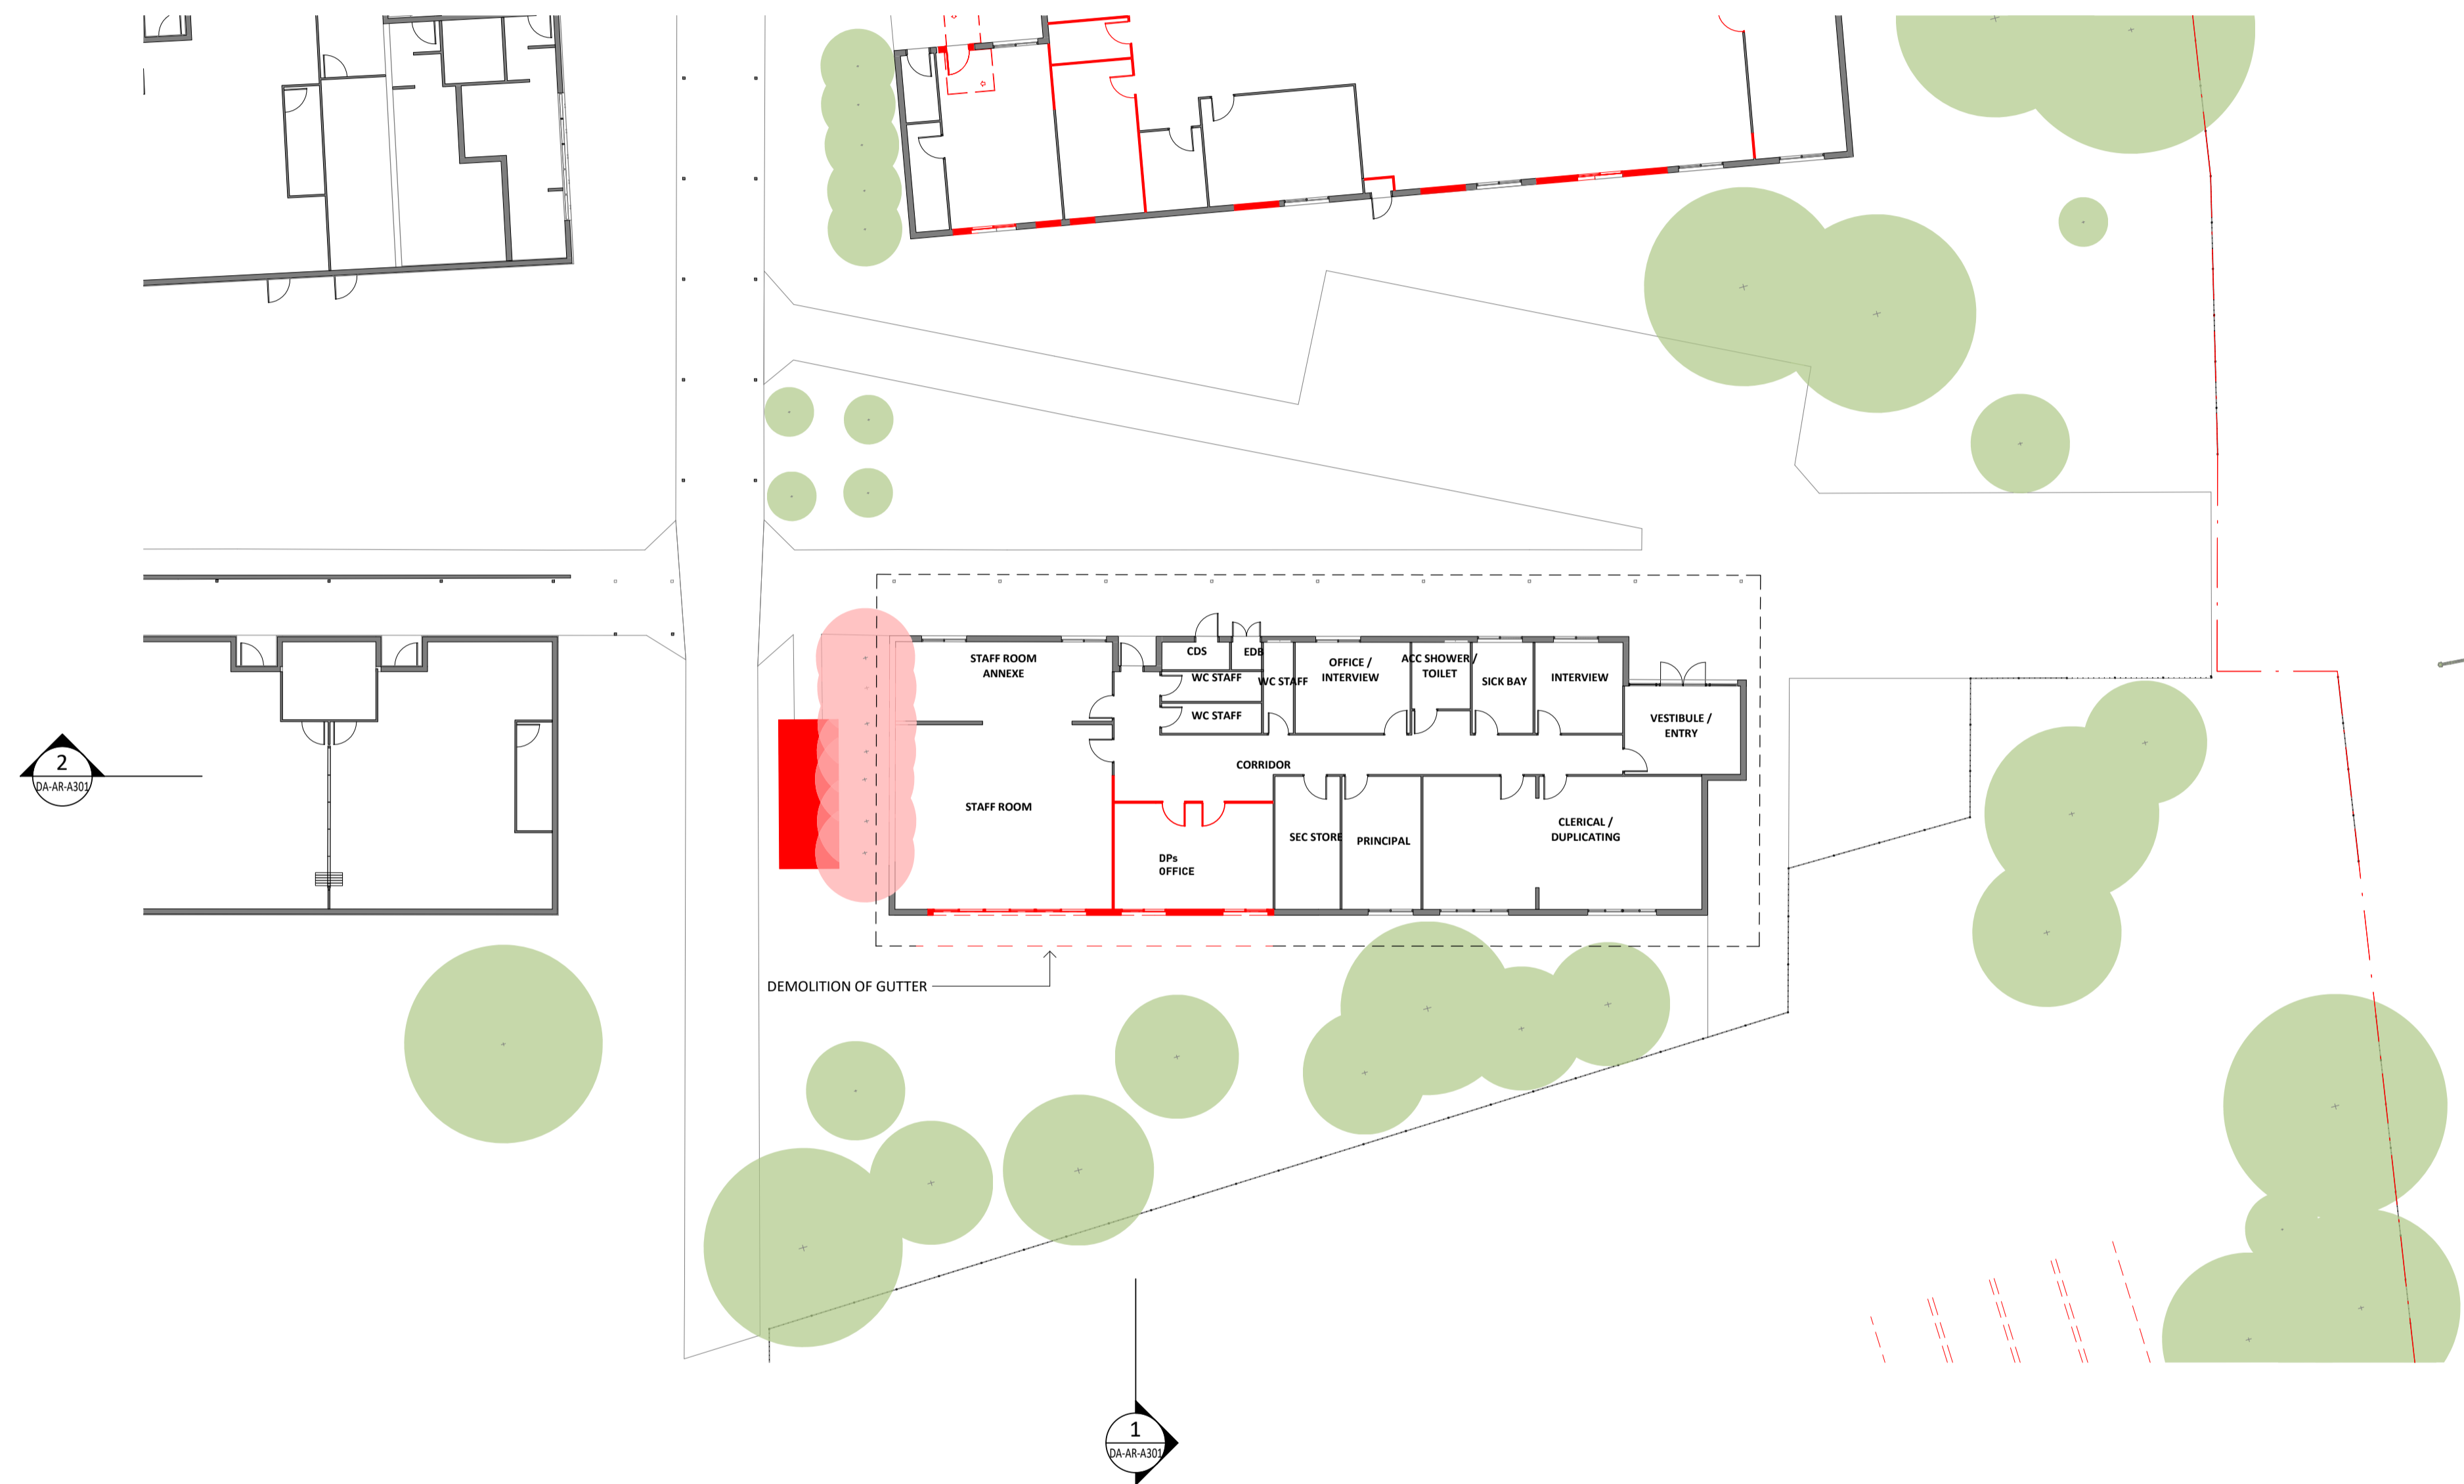 CDS
EDB
STAFF ROOM
ANNEXE
WC STAFF
WC STAFF
OFFICE /
INTERVIEW
ACC SHOWER /
TOILET
SICK BAY
INTERVIEW
WC STAFF
VESTIBULE /
ENTRY
CORRIDOR
2
DA-AR-A301
STAFF ROOM
SEC STORE
PRINCIPAL
CLERICAL /
DUPLICATING
DPs
OFFICE
DEMOLITION OF GUTTER
1
DA-AR-A301